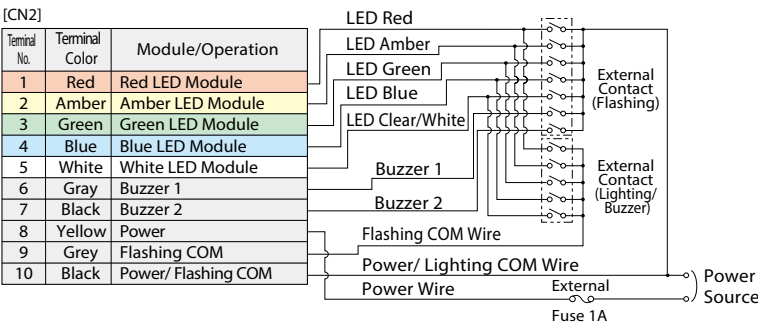 [CN2]
Terminal No. Terminal Color Module/Operation
1 Red Red LED Module
2 Amber Amber LED Module
3 Green Green LED Module
4 Blue Blue LED Module
5 White White LED Module
6 Gray Buzzer 1
7 Black Buzzer 2
8 Yellow Power
9 Grey Flashing COM
10 Black Power/ Flashing COM
LED Red
LED Amber
LED Green
LED Blue
LED Clear/White
Buzzer 1
Buzzer 2
Flashing COM Wire
Power/ Lighting COM Wire
Power Wire
External
Contact
(Flashing)
External
Contact
(Lighting/
Buzzer)
External
Fuse 1A
Power
Source